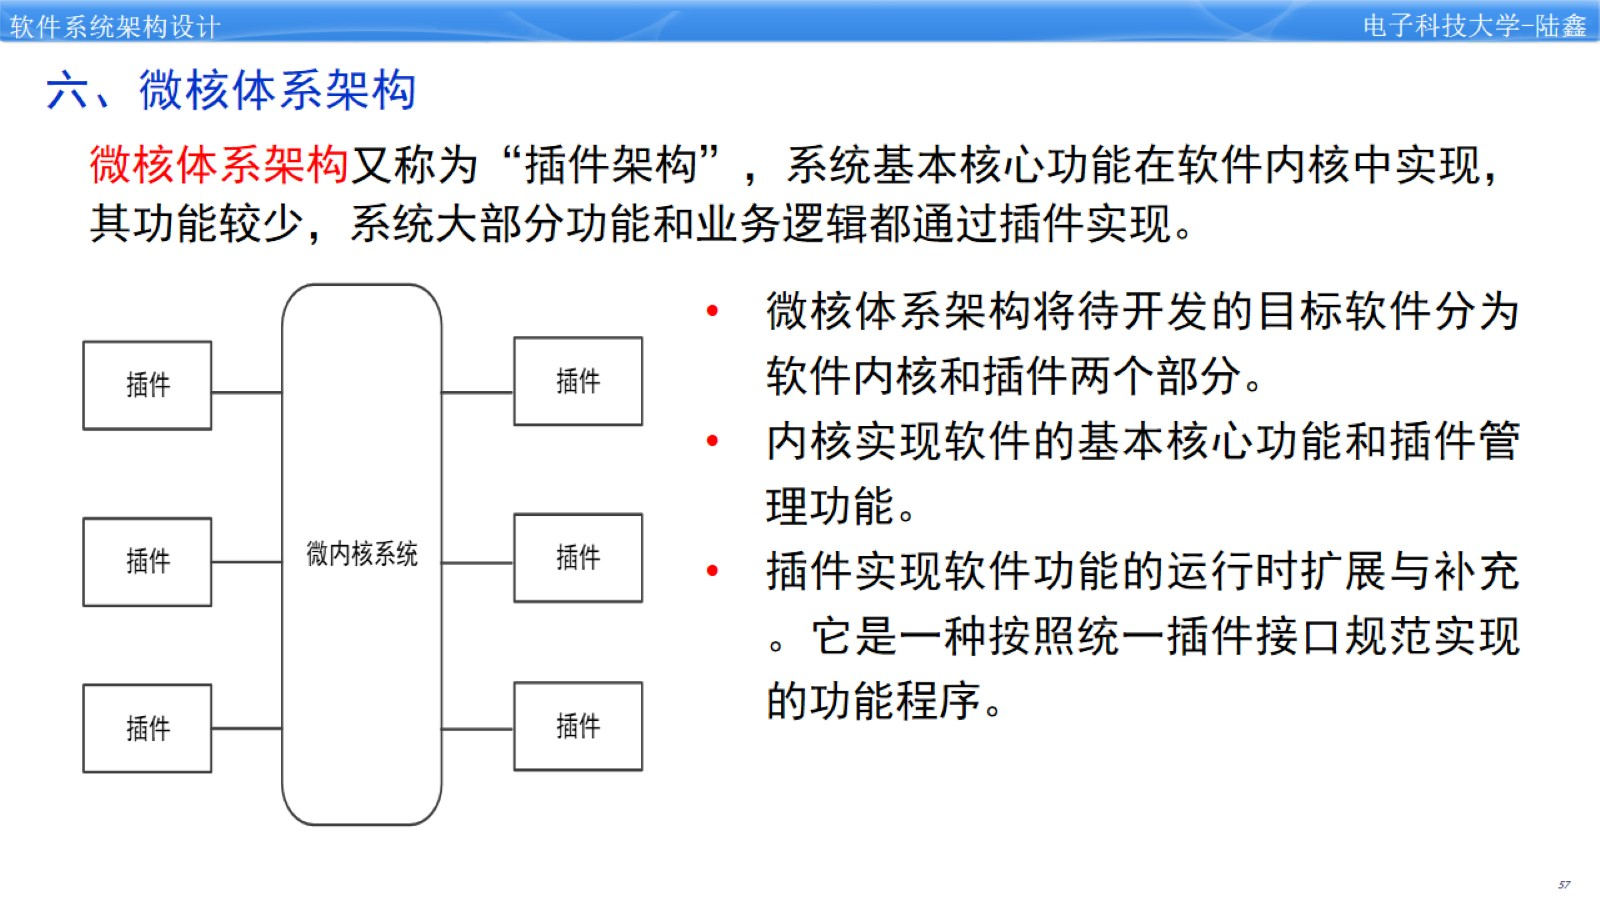 软件系统架构设计
电子科技大学-陆鑫
六、微核体系架构
微核体系架构又称为“插件架构”，系统基本核心功能在软件内核中实现，
其功能较少，系统大部分功能和业务逻辑都通过插件实现。
插件
插件
插件
微内核系统
插件
插件
插件
• 微核体系架构将待开发的目标软件分为
软件内核和插件两个部分。
• 内核实现软件的基本核心功能和插件管
理功能。
• 插件实现软件功能的运行时扩展与补充
。它是一种按照统一插件接口规范实现
的功能程序。
57